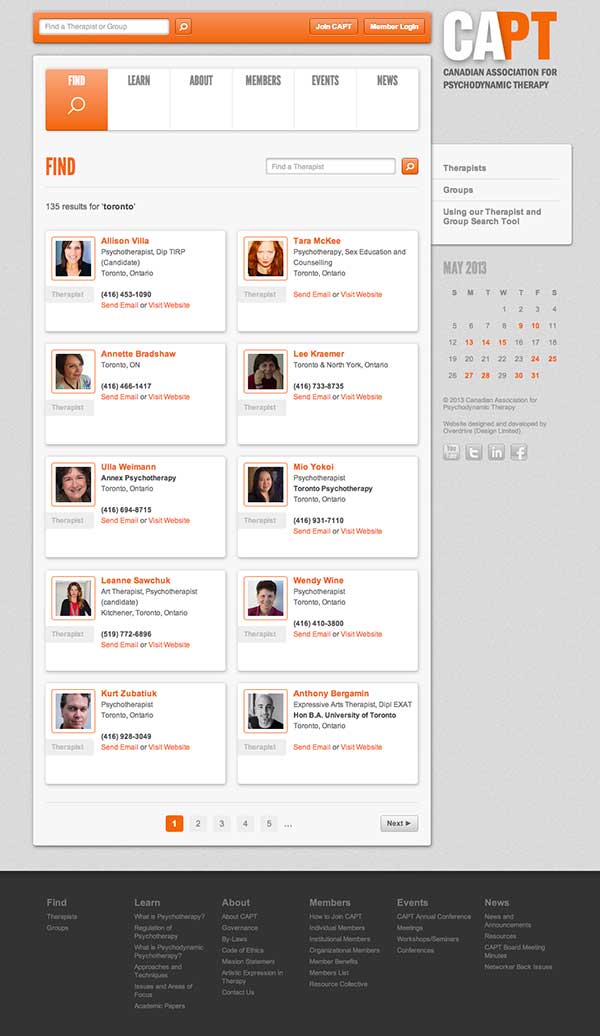 Find a Therapist or Group
Join CAPT
Member Login
CAPT
CANADIAN ASSOCIATION FOR
PSYCHODYNAMIC THERAPY
FIND
LEARN
ABOUT
MEMBERS
EVENTS
NEWS
FIND
Find a Therapist
135 results for 'toronto'
Allison Villa
Psychotherapist, Dip TIRP
(Candidate)
Toronto, Ontario
Therapist
(416) 453-1090
Send Email or Visit Website
Tara McKee
Psychotherapy, Sex Education and
Counselling
Toronto, Ontario
Therapist
Send Email or Visit Website
Annette Bradshaw
Toronto, ON
(416) 466-1417
Send Email or Visit Website
Therapist
Lee Kraemer
Toronto & North York, Ontario
(416) 733-8735
Send Email or Visit Website
Therapist
Ulla Weimann
Annex Psychotherapy
Toronto, Ontario
(416) 694-8715
Therapist
Send Email or Visit Website
Mio Yokoi
Psychotherapist
Toronto Psychotherapy
Toronto, Ontario
(416) 931-7110
Therapist
Send Email or Visit Website
Leanne Sawchuk
Art Therapist, Psychotherapist
(candidate)
Kitchener, Toronto, Ontario
(519) 772-6896
Therapist
Send Email or Visit Website
Wendy Wine
Psychotherapist
Toronto, Ontario
(416) 410-3800
Therapist
Send Email or Visit Website
Kurt Zubatiuk
Psychotherapist
Toronto, Ontario
(416) 928-3049
Therapist
Send Email or Visit Website
Anthony Bergamin
Expressive Arts Therapist, Dipl EXAT
Hon B.A. University of Toronto
Toronto, Ontario
Therapist
Send Email or Visit Website
1 2 3 4 5 ...
Next ▶
Therapists
Groups
Using our Therapist and
Group Search Tool
MAY 2013
S M T W T F S
1 2 3 4
5 6 7 8 9 10 11
12 13 14 15 16 17 18
19 20 21 22 23 24 25
26 27 28 29 30 31
© 2013 Canadian Association for
Psychodynamic Therapy
Website designed and developed by
Overdrive (Design Limited)
You
Tube
t
in
f
Find
Therapists
Groups
Learn
What is Psychotherapy?
Regulation of
Psychotherapy
What is Psychodynamic
Psychotherapy?
Approaches and
Techniques
Issues and Areas of
Focus
Academic Papers
About
About CAPT
Governance
By-Laws
Code of Ethics
Mission Statement
Artistic Expression in
Therapy
Contact Us
Members
How to Join CAPT
Individual Members
Institutional Members
Organizational Members
Member Benefits
Members List
Resource Collective
Events
CAPT Annual Conference
Meetings
Workshops/Seminars
Conferences
News
News and
Announcements
Resources
CAPT Board Meeting
Minutes
Networker Back Issues